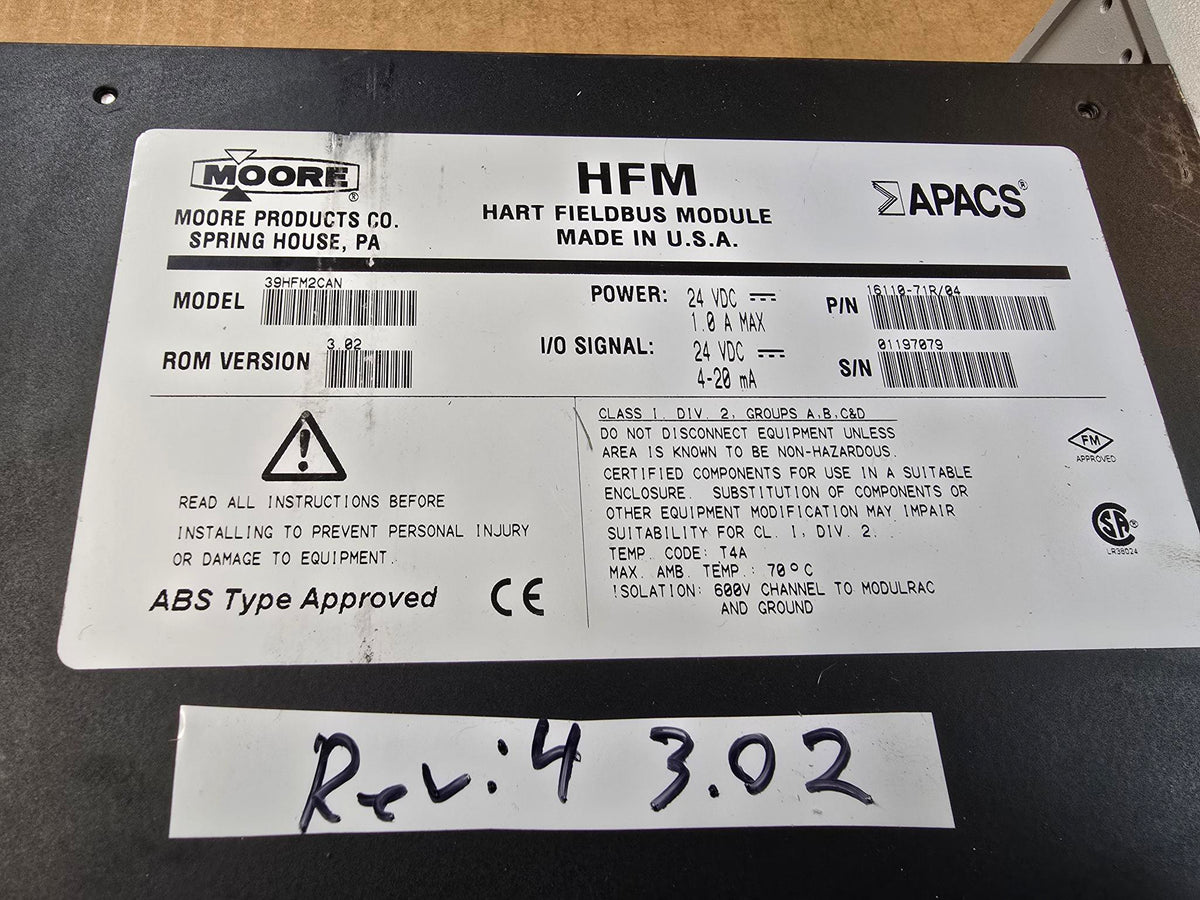 MOORE®
MOORE PRODUCTS CO.
SPRING HOUSE, PA
HFM
HART FIELDBUS MODULE
MADE IN U.S.A.
APACS®
MODEL 39HFM2CAN
ROM VERSION 3.02
POWER: 24 VDC
1.0 A MAX
I/O SIGNAL: 24 VDC
4-20 mA
P/N 16110-71R/04
S/N 01197079
READ ALL INSTRUCTIONS BEFORE
INSTALLING TO PREVENT PERSONAL INJURY
OR DAMAGE TO EQUIPMENT.
ABS Type Approved CE
CLASS I, DIV. 2, GROUPS A,B,C&D
DO NOT DISCONNECT EQUIPMENT UNLESS
AREA IS KNOWN TO BE NON-HAZARDOUS.
CERTIFIED COMPONENTS FOR USE IN A SUITABLE
ENCLOSURE. SUBSTITUTION OF COMPONENTS OR
OTHER EQUIPMENT MODIFICATION MAY IMPAIR
SUITABILITY FOR CL. I, DIV. 2.
TEMP. CODE: T4A
MAX. AMB. TEMP.: 70°C
ISOLATION: 600V CHANNEL TO MODULRAC
AND GROUND
FM
APPROVED
SA®
LR38024
Rev:4 3.02